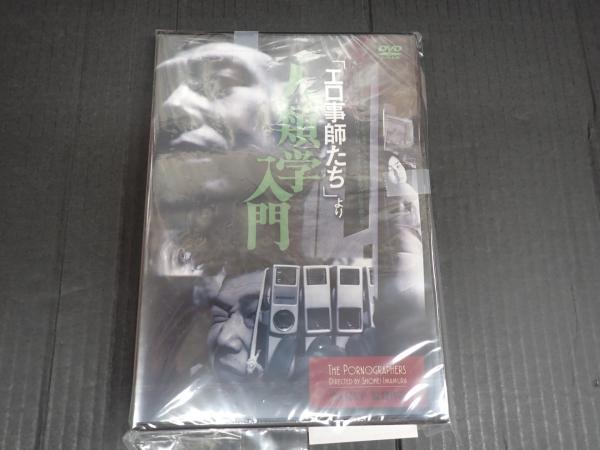 DVD
「エロ事師たち」より
人類学入門
THE PORNOGRAPHERS
DIRECTED BY SHOHEI IMAMURA